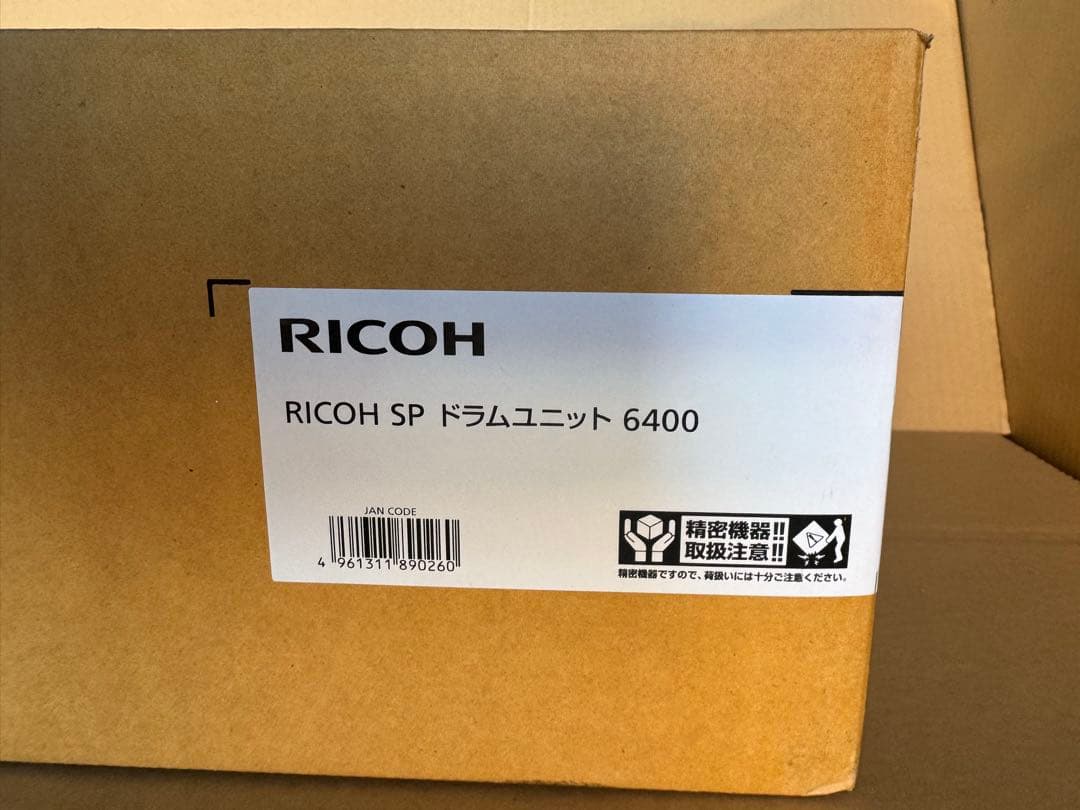 RICOH
RICOH SP ドラムユニット 6400
JAN CODE
4 961311 890260
精密機器!!
取扱注意!!
精密機器ですので、荷扱いには十分ご注意ください。